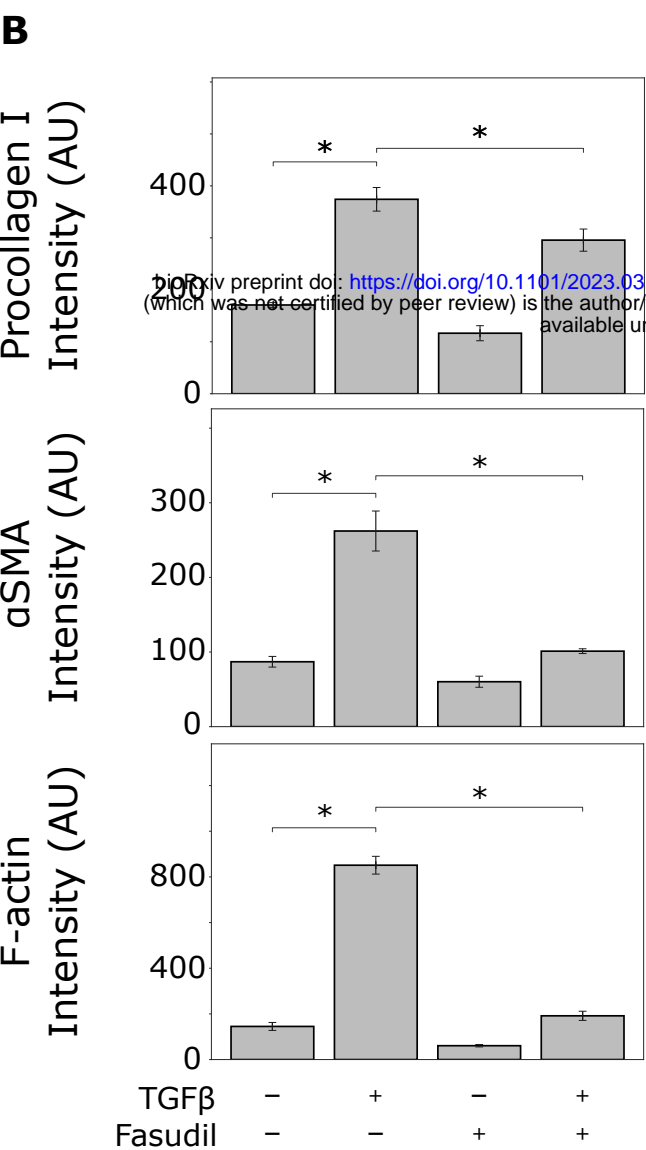 B
Procollagen I
Intensity (AU)
400
200
0
* *
bioRxiv preprint doi: https://doi.org/10.1101/2023.03
(which was not certified by peer review) is the author/
available un
αSMA
Intensity (AU)
300
200
100
0
* *
F-actin
Intensity (AU)
800
400
0
* *
TGFβ − + − +
Fasudil − − + +